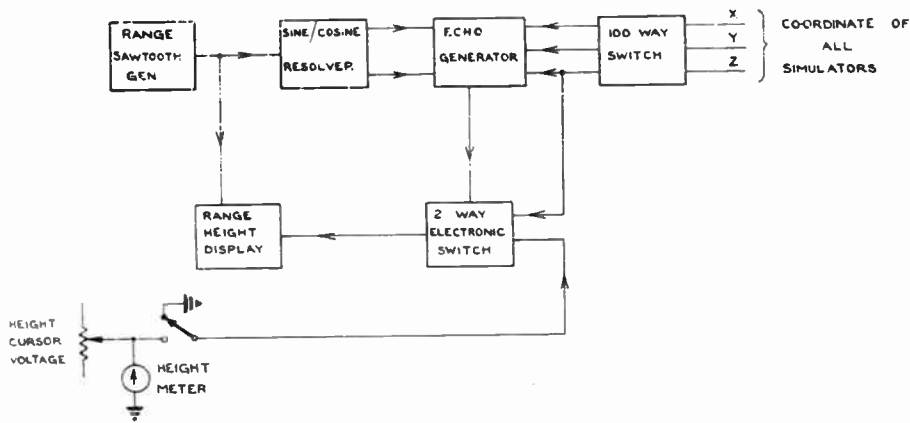 RANGE
SAWTOOTH
GEN
SINE/COSINE
RESOLVER
ECHO
GENERATOR
100 WAY
SWITCH
X
Y
Z
COORDINATE OF
ALL
SIMULATORS
RANGE
HEIGHT
DISPLAY
2 WAY
ELECTRONIC
SWITCH
HEIGHT
CURSOR
VOLTAGE
HEIGHT
METER